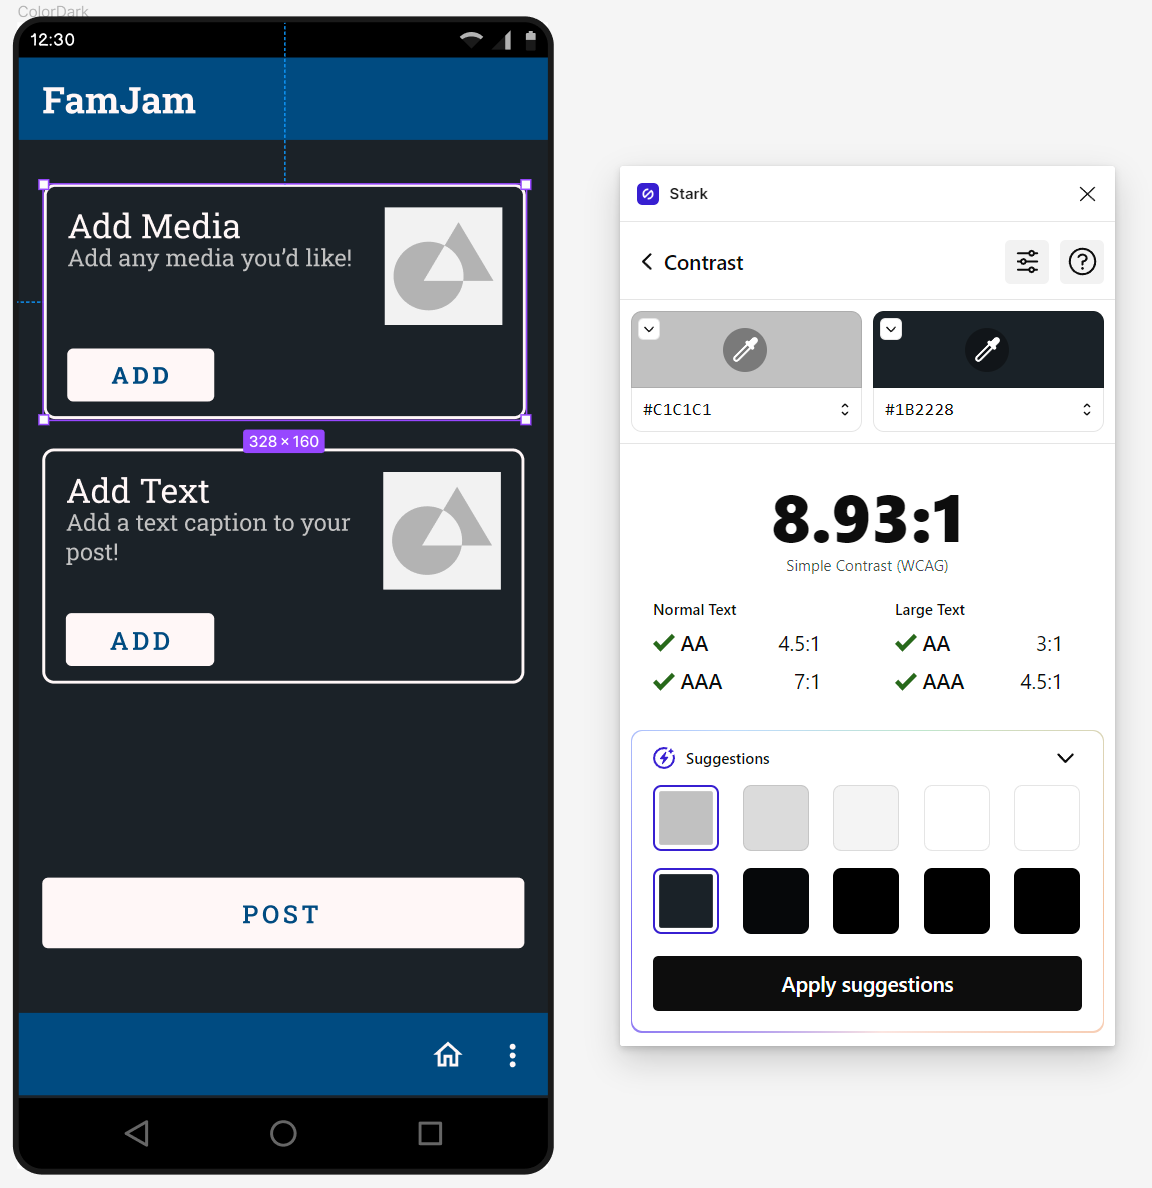 ColorDark
12:30
FamJam
Add Media
Add any media you'd like!
ADD
328 × 160
Add Text
Add a text caption to your
post!
ADD
POST
Stark
Contrast
#C1C1C1
#1B2228
8.93:1
Simple Contrast (WCAG)
Normal Text
Large Text
AA 4.5:1
AA 3:1
AAA 7:1
AAA 4.5:1
Suggestions
Apply suggestions